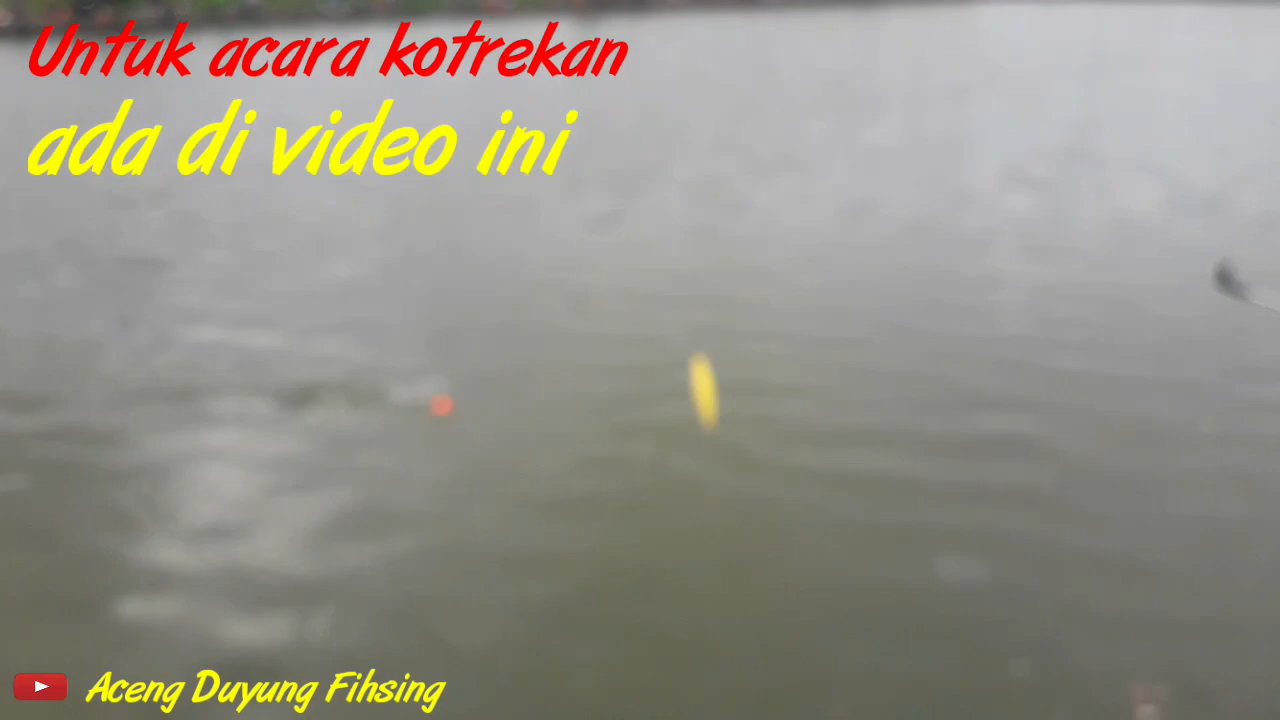 Untuk acara kotrekan
ada di video ini
Aceng Duyung Fihsing